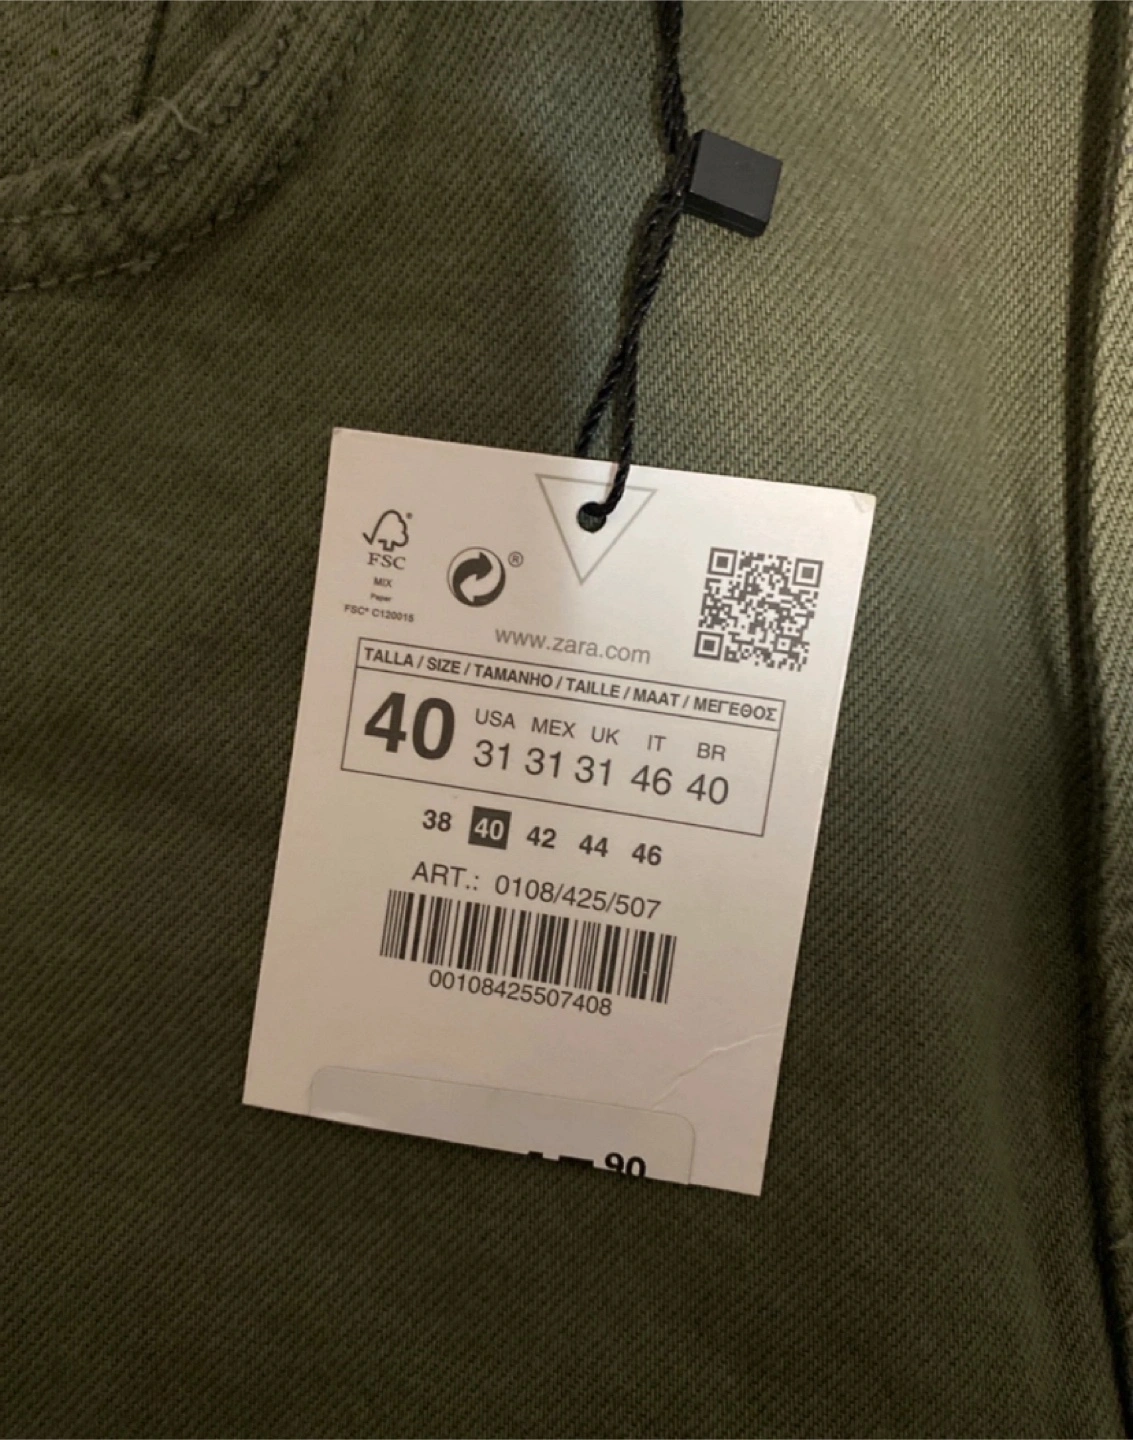 FSC
MIX
Paper
FSC® C120015
®
www.zara.com
TALLA / SIZE / TAMANHO / TAILLE / MAAT / ΜΕΓΕΘΟΣ
40
USA MEX UK IT BR
31 31 31 46 40
38 40 42 44 46
ART.: 0108/425/507
00108425507408
90